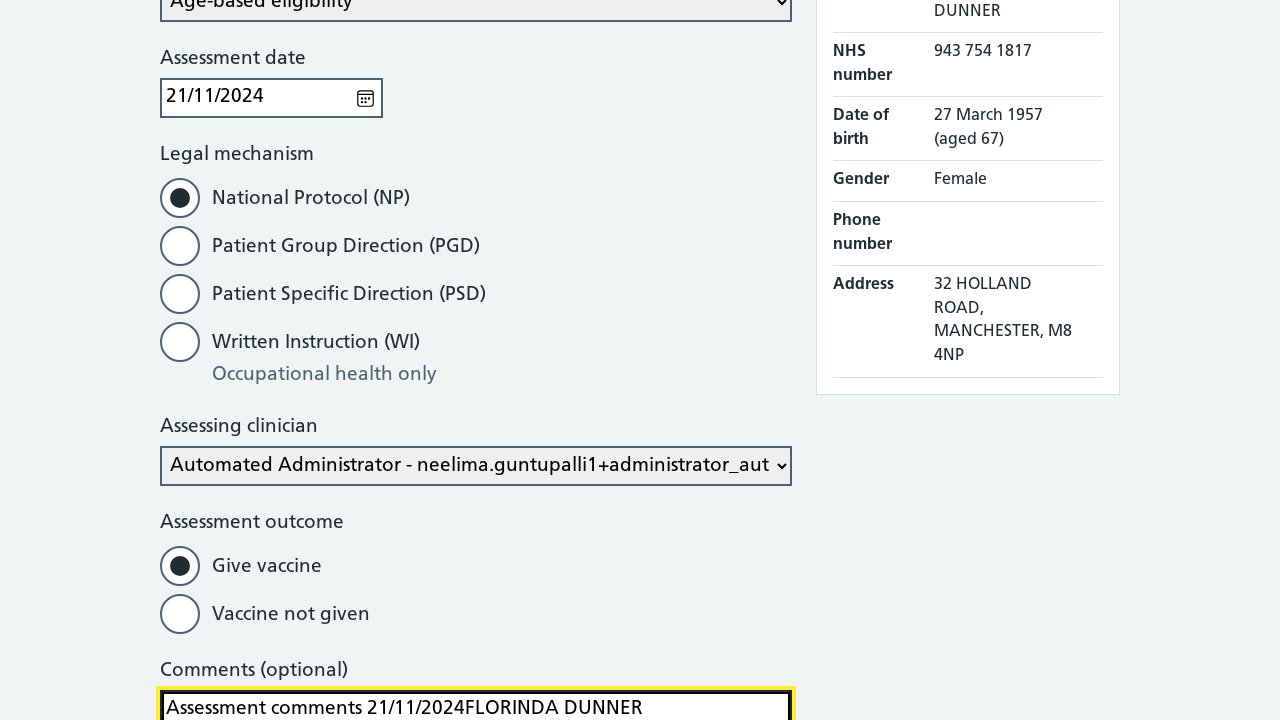 Age-based eligibility
Assessment date
21/11/2024
Legal mechanism
National Protocol (NP)
Patient Group Direction (PGD)
Patient Specific Direction (PSD)
Written Instruction (WI)
Occupational health only
Assessing clinician
Automated Administrator - neelima.guntupalli1+administrator_aut
Assessment outcome
Give vaccine
Vaccine not given
Comments (optional)
Assessment comments 21/11/2024FLORINDA DUNNER
DUNNER
NHS number
943 754 1817
Date of birth
27 March 1957
(aged 67)
Gender
Female
Phone number
Address
32 HOLLAND
ROAD,
MANCHESTER, M8
4NP